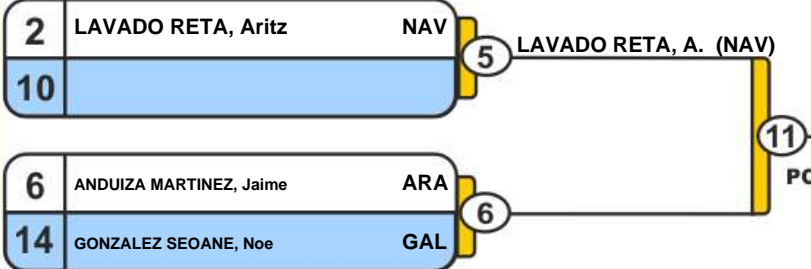 2 LAVADO RETA, Aritz NAV
5 LAVADO RETA, A. (NAV)
10
11
PO
6 ANDUIZA MARTINEZ, Jaime ARA
6
14 GONZALEZ SEOANE, Noe GAL